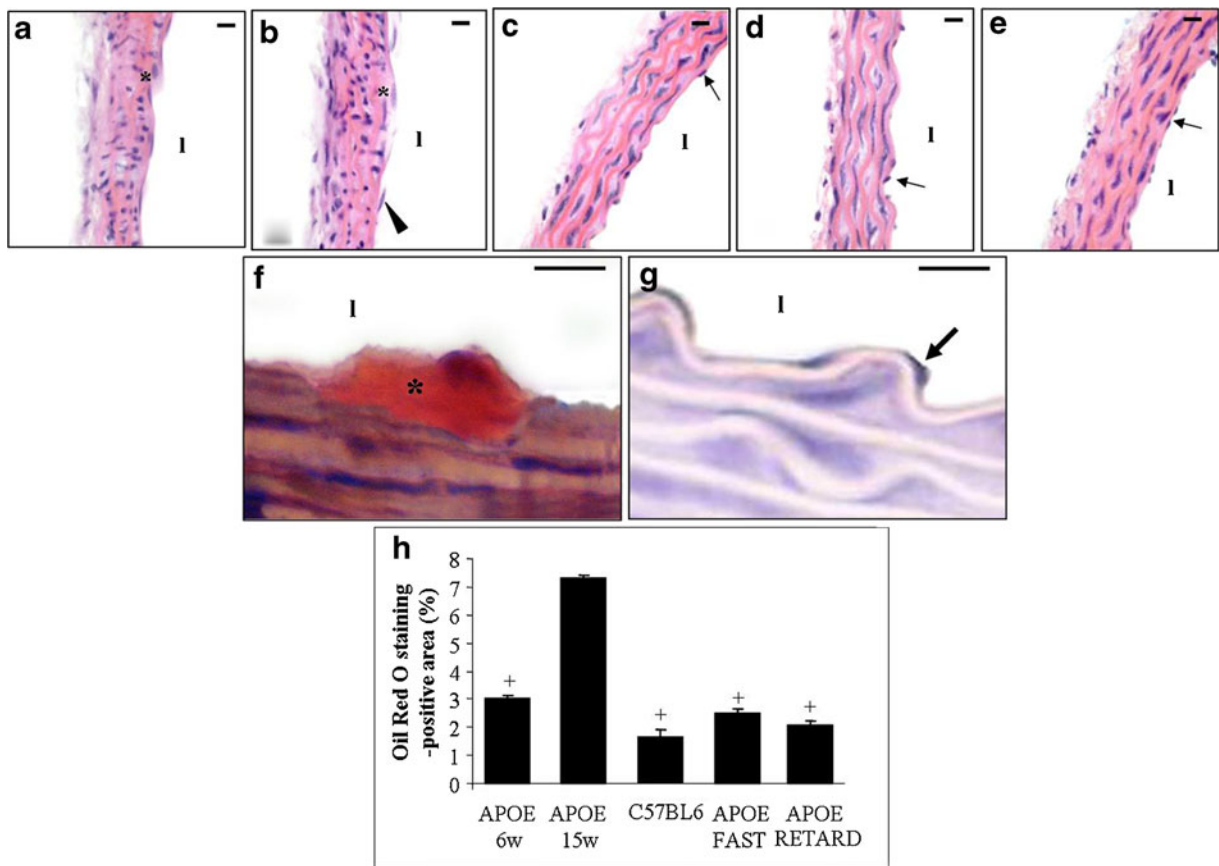 a
*
l
b
*
l
c
l
d
l
e
l
f
l
*
g
l
h
Oil Red O staining
-positive area (%)
8
7
6
5
4
3
2
1
0
+
+
+
+
APOE 6w
APOE 15w
C57BL6
APOE FAST
APOE RETARD